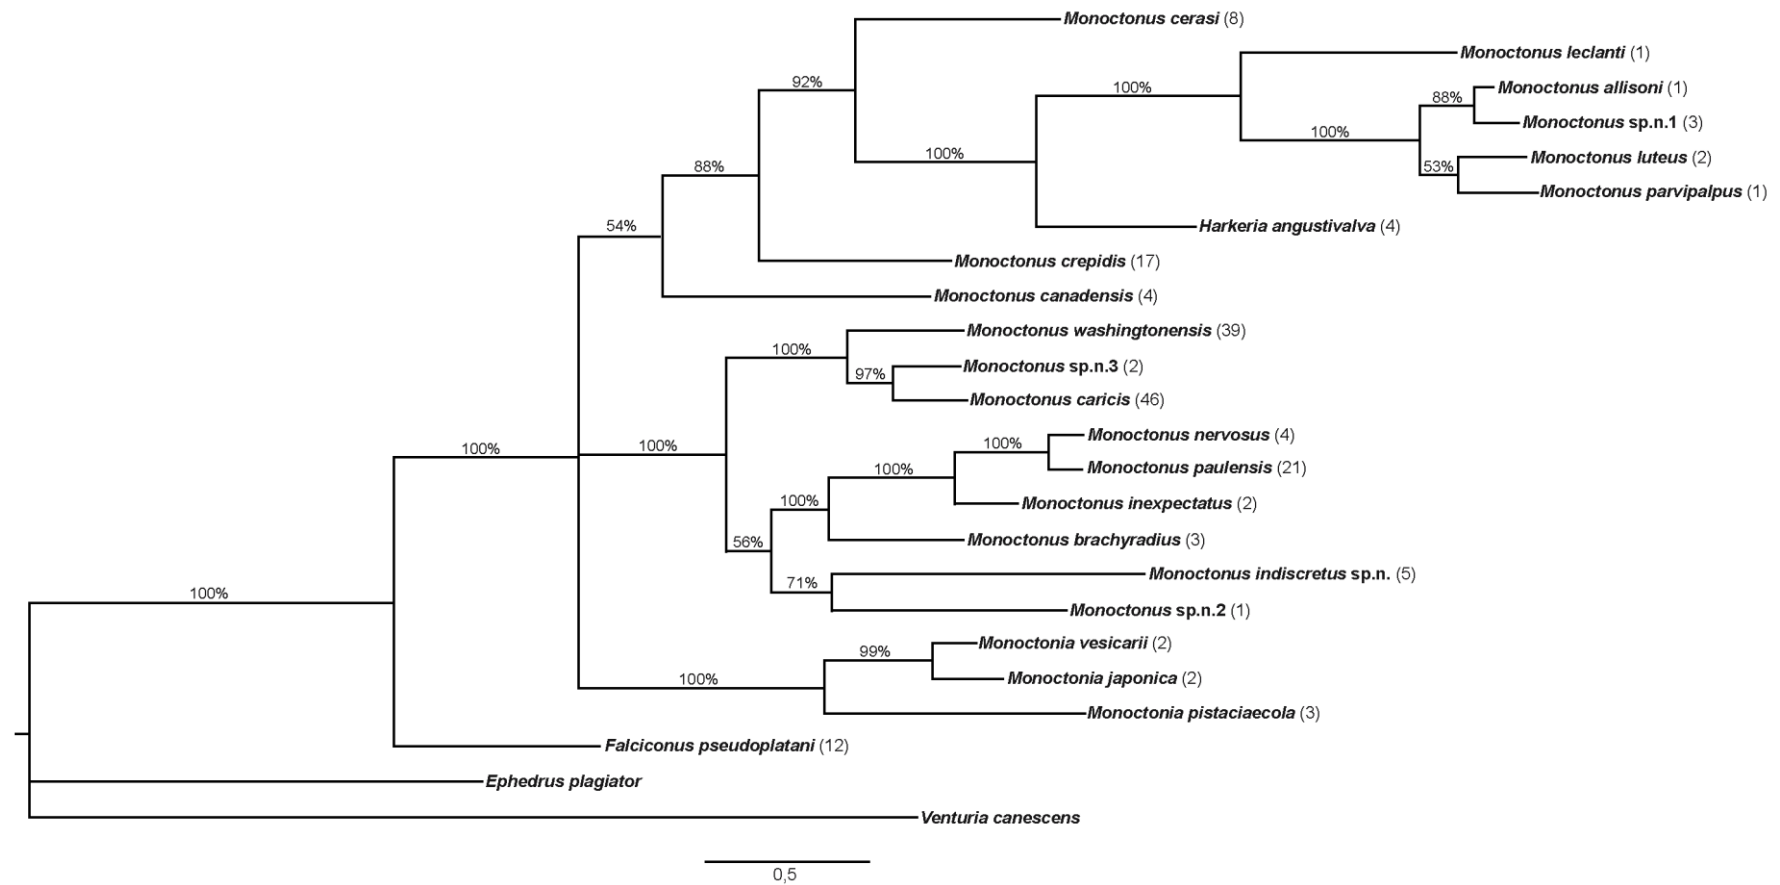 Monoctonus cerasi (8)
Monoctonus leclanti (1)
92%
100%
Monoctonus allisoni (1)
88%
Monoctonus sp.n.1 (3)
100%
100%
Monoctonus luteus (2)
88%
53%
Monoctonus parvipalpus (1)
54%
Harkeria angustivalva (4)
Monoctonus crepidis (17)
Monoctonus canadensis (4)
Monoctonus washingtonensis (39)
100%
Monoctonus sp.n.3 (2)
97%
Monoctonus caricis (46)
Monoctonus nervosus (4)
100%
100%
100%
Monoctonus paulensis (21)
100%
Monoctonus inexpectatus (2)
100%
Monoctonus brachyradius (3)
56%
Monoctonus indiscretus sp.n. (5)
71%
100%
Monoctonus sp.n.2 (1)
Monoctonia vesicarii (2)
99%
Monoctonia japonica (2)
100%
Monoctonia pistaciaecola (3)
Falciconus pseudoplatani (12)
Ephedrus plagiator
Venturia canescens
0,5